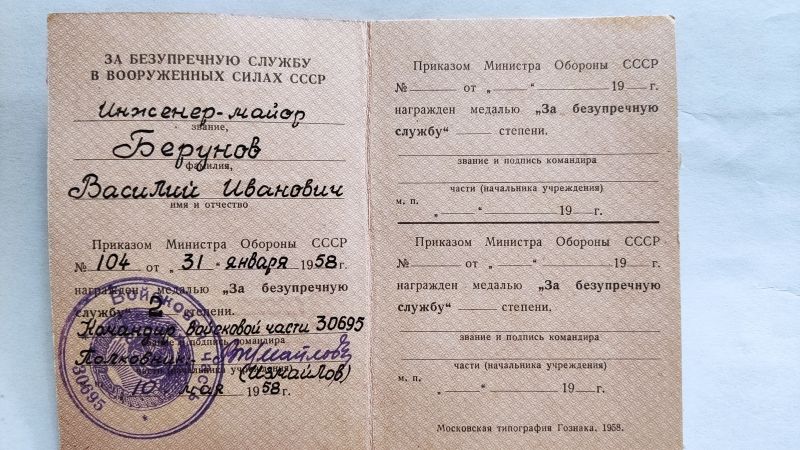 ЗА БЕЗУПРЕЧНУЮ СЛУЖБУ
В ВООРУЖЕННЫХ СИЛАХ СССР
Инженер-майор
звание,
Берунов
фамилия,
Василий Иванович
имя и отчество
Приказом Министра Обороны СССР
№ 104 от „ 31 " января 1958 г.
награжден медалью „За безупречную
службу" 2 степени.
Командир войсковой части 30695
звание и подпись командира
Полковник
части (начальника учреждения)
(Измайлов)
10 мая 1958 г.
Войсковая часть
30695
Приказом Министра Обороны СССР
№ от „ " 19 г.
награжден медалью „За безупречную
службу" степени.
звание и подпись командира
части (начальника учреждения)
м. п.
„ " 19 г.
Приказом Министра Обороны СССР
№ от „ " 19 г.
награжден медалью „За безупречную
службу" степени.
звание и подпись командира
части (начальника учреждения)
м. п.
„ " 19 г.
Московская типография Гознака. 1958.